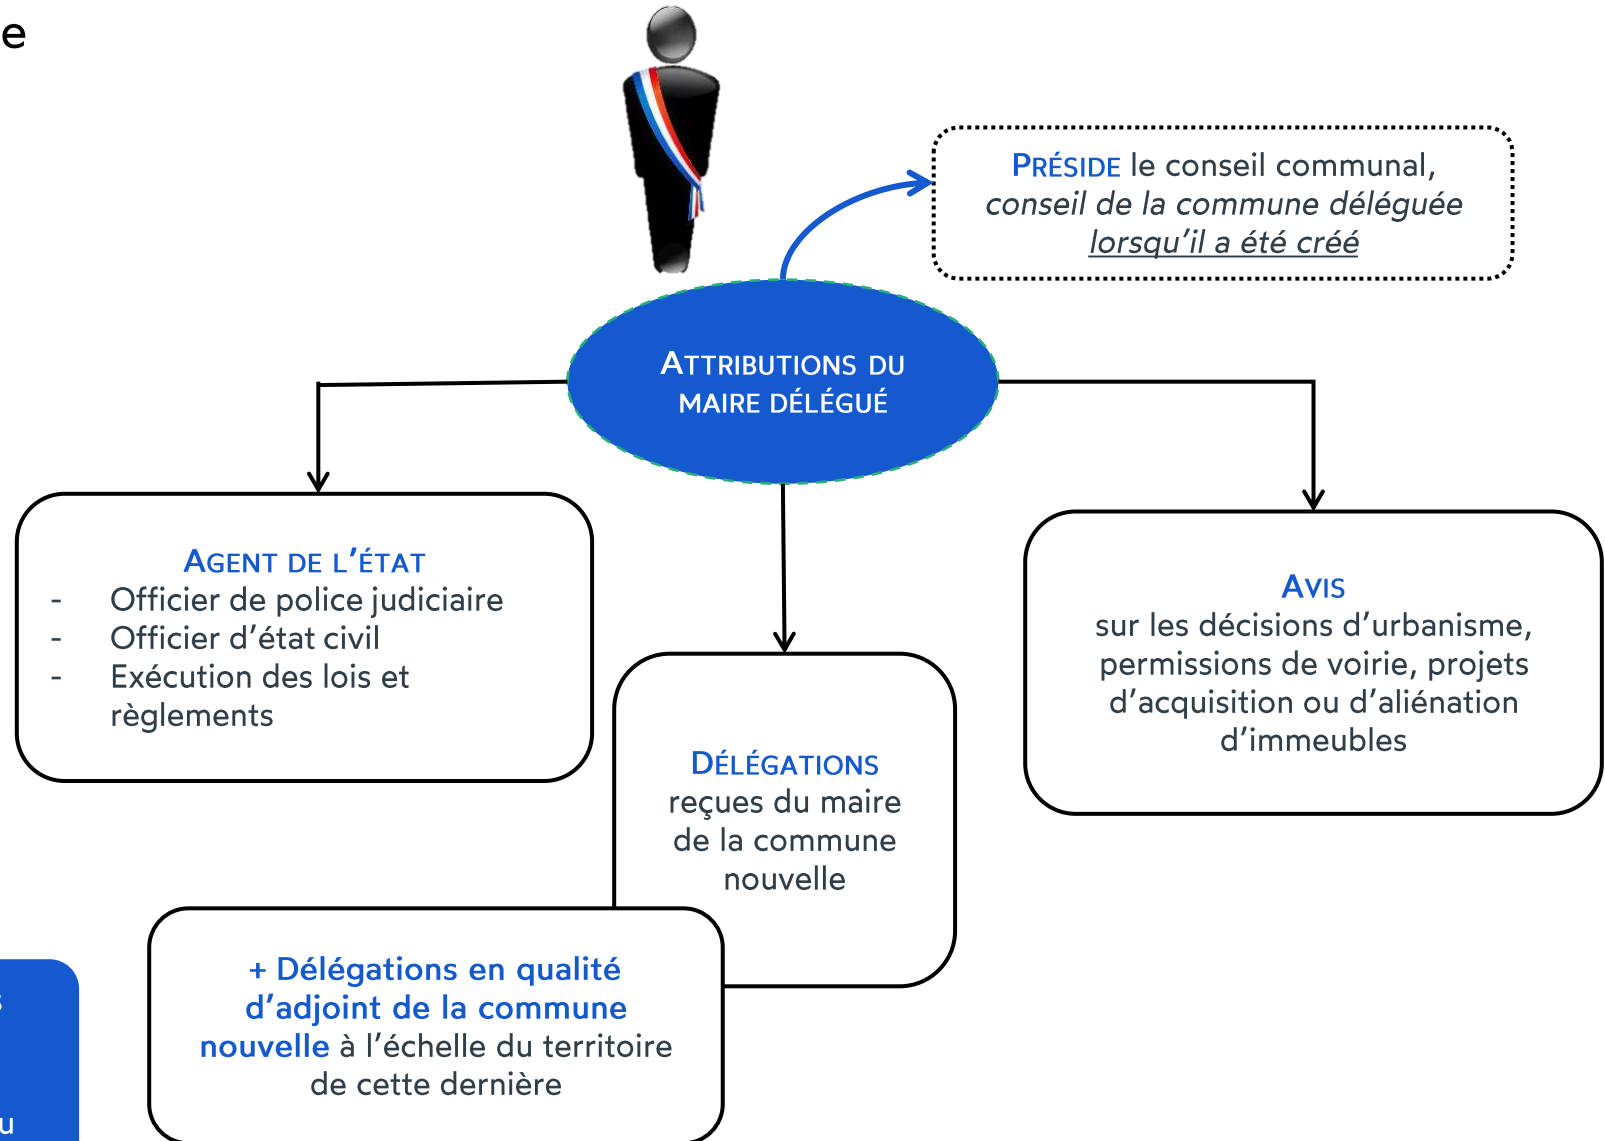 PRÉSIDE le conseil communal,
conseil de la commune déléguée
lorsqu'il a été créé
ATTRIBUTIONS DU
MAIRE DÉLÉGUÉ
AGENT DE L'ÉTAT
- Officier de police judiciaire
- Officier d'état civil
- Exécution des lois et
règlements
AVIS
sur les décisions d'urbanisme,
permissions de voirie, projets
d'acquisition ou d'aliénation
d'immeubles
DÉLÉGATIONS
reçues du maire
de la commune
nouvelle
+ Délégations en qualité
d'adjoint de la commune
nouvelle à l'échelle du territoire
de cette dernière